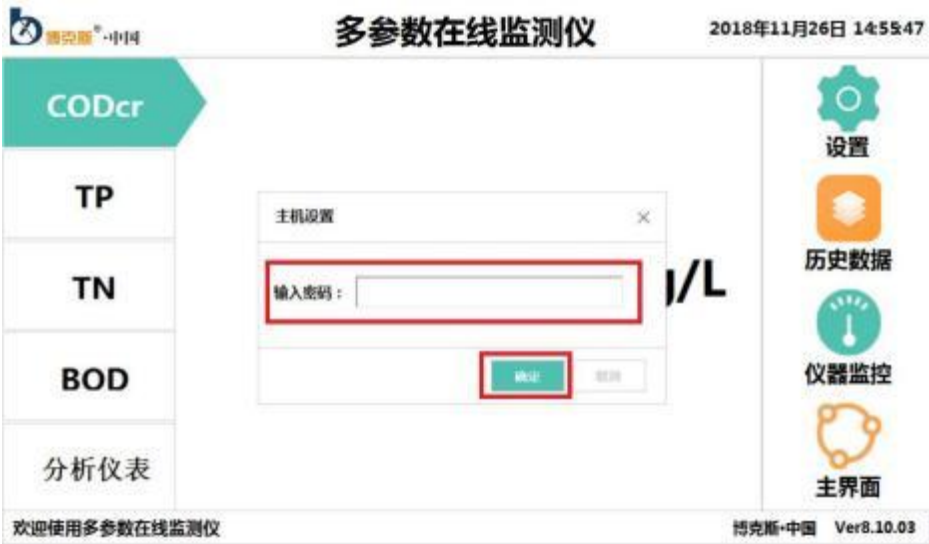 博克斯®·中国
多参数在线监测仪
2018年11月26日 14:55:47
CODcr
TP
TN
BOD
分析仪表
主机设置
×
输入密码：
确定
取消
g/L
设置
历史数据
仪器监控
主界面
欢迎使用多参数在线监测仪
博克斯·中国 Ver8.10.03